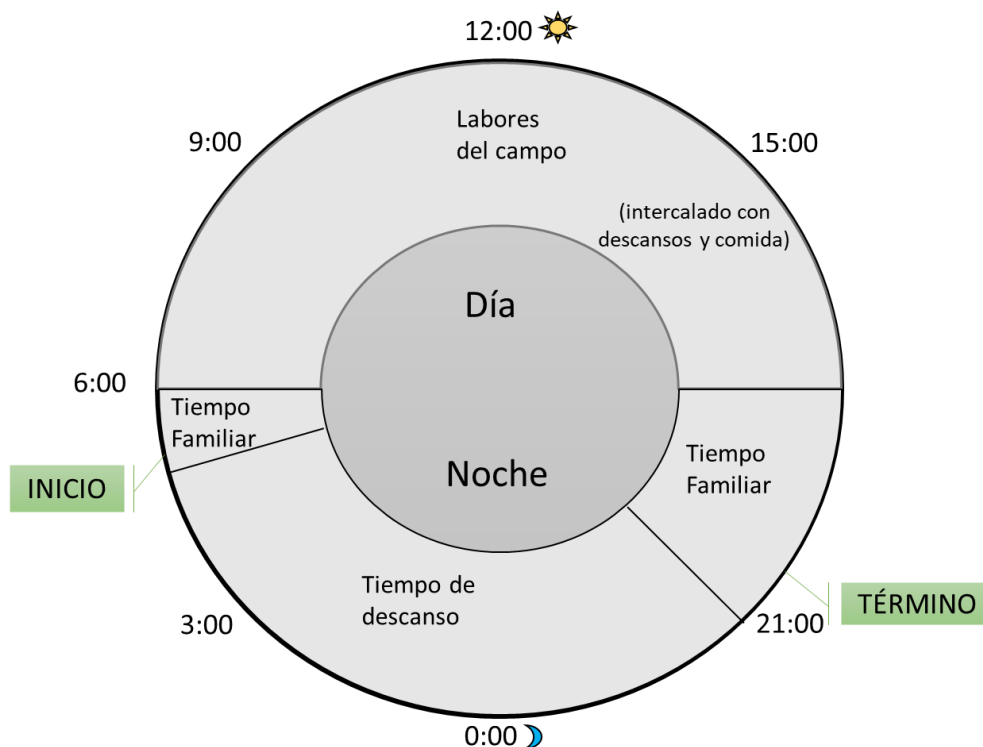 12:00
9:00
Labores
del campo
15:00
(intercalado con
descansos y comida)
Día
6:00
Tiempo
Familiar
Noche
Tiempo
Familiar
INICIO
Tiempo de
descanso
TÉRMINO
3:00
21:00
0:00